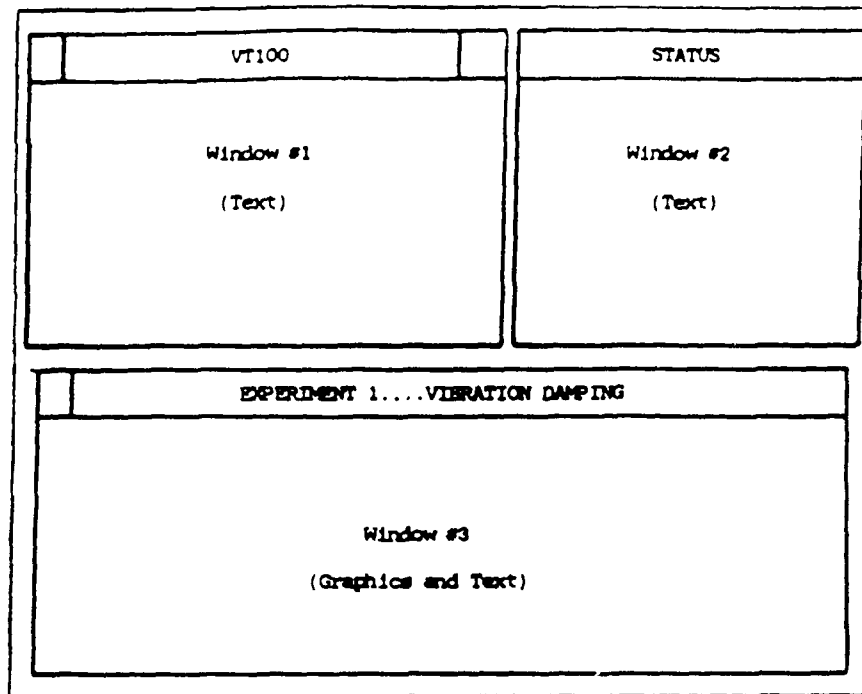 VT100
STATUS
Window #1
(Text)
Window #2
(Text)
EXPERIMENT 1....VIBRATION DAMPING
Window #3
(Graphics and Text)